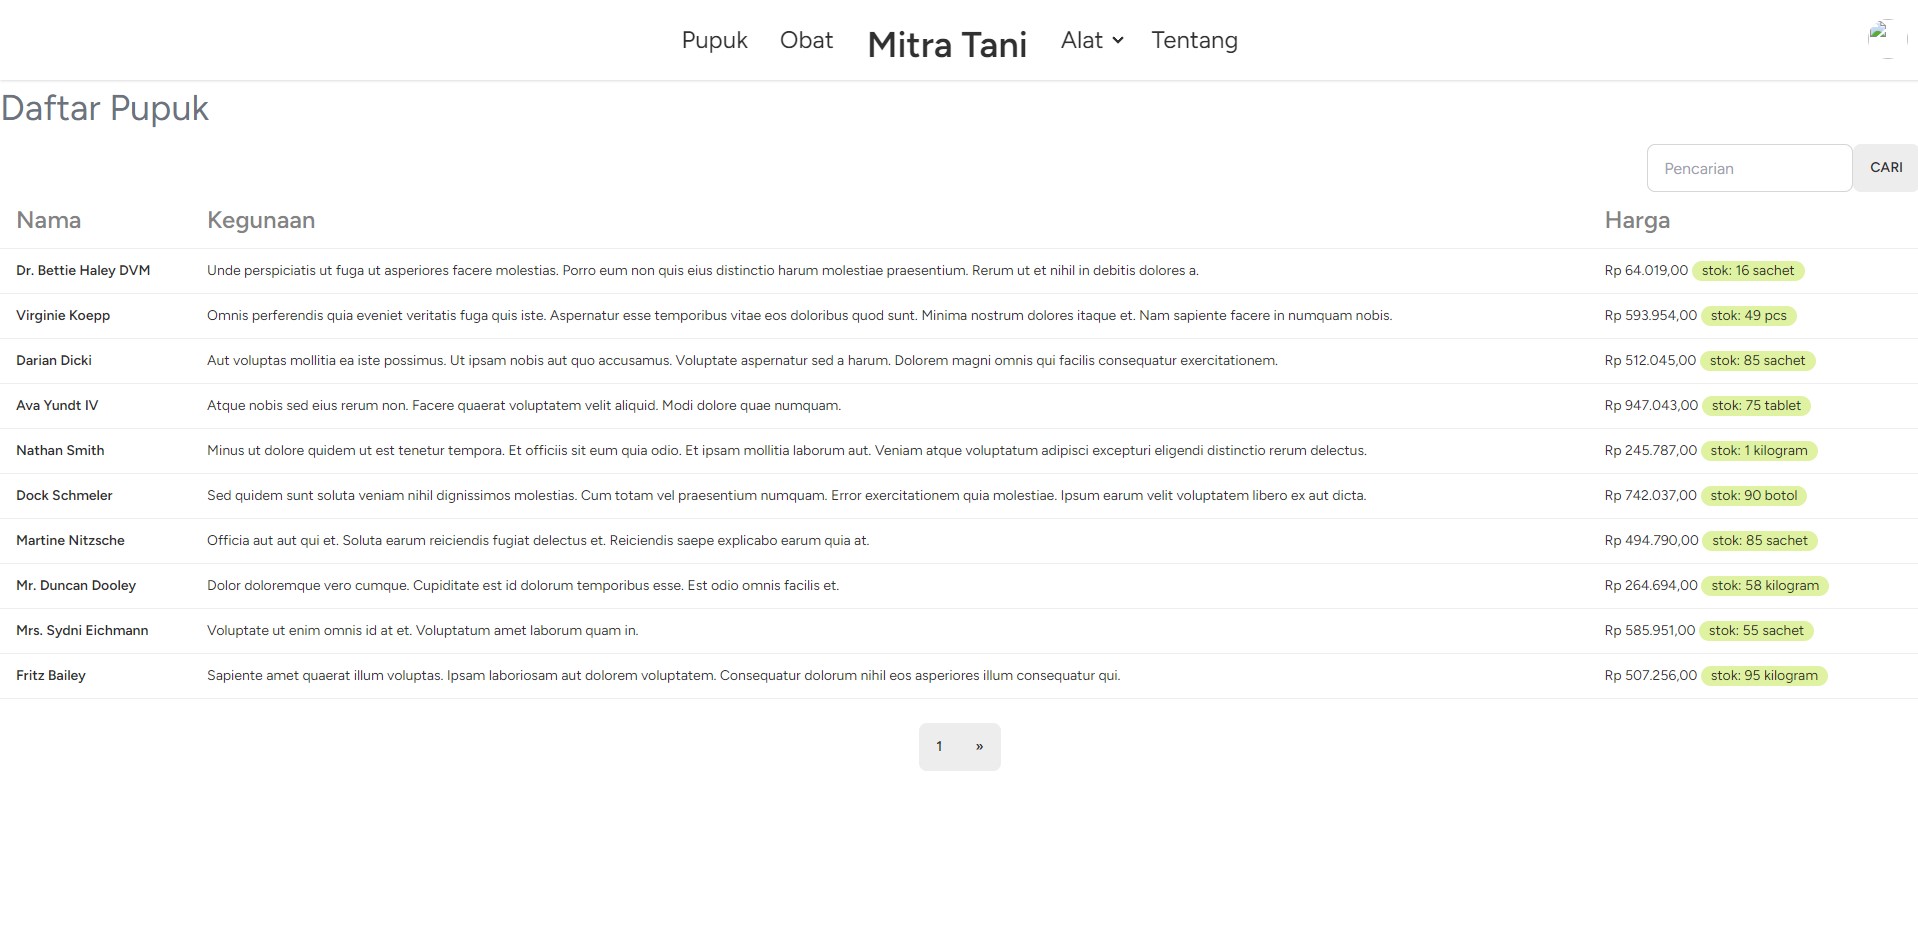 Pupuk Obat Mitra Tani Alat Tentang
Daftar Pupuk
Pencarian CARI
Nama Kegunaan Harga
Dr. Bettie Haley DVM Unde perspiciatis ut fuga ut asperiores facere molestias. Porro eum non quis eius distinctio harum molestiae praesentium. Rerum ut et nihil in debitis dolores a. Rp 64.019,00 stok: 16 sachet
Virginie Koepp Omnis perferendis quia eveniet veritatis fuga quis iste. Aspernatur esse temporibus vitae eos doloribus quod sunt. Minima nostrum dolores itaque et. Nam sapiente facere in numquam nobis. Rp 593.954,00 stok: 49 pcs
Darian Dicki Aut voluptas mollitia ea iste possimus. Ut ipsam nobis aut quo accusamus. Voluptate aspernatur sed a harum. Dolorem magni omnis qui facilis consequatur exercitationem. Rp 512.045,00 stok: 85 sachet
Ava Yundt IV Atque nobis sed eius rerum non. Facere quaerat voluptatem velit aliquid. Modi dolore quae numquam. Rp 947.043,00 stok: 75 tablet
Nathan Smith Minus ut dolore quidem ut est tenetur tempora. Et officiis sit eum quia odio. Et ipsam mollitia laborum aut. Veniam atque voluptatum adipisci excepturi eligendi distinctio rerum delectus. Rp 245.787,00 stok: 1 kilogram
Dock Schmeler Sed quidem sunt soluta veniam nihil dignissimos molestias. Cum totam vel praesentium numquam. Error exercitationem quia molestiae. Ipsum earum velit voluptatem libero ex aut dicta. Rp 742.037,00 stok: 90 botol
Martine Nitzsche Officia aut aut qui et. Soluta earum reiciendis fugiat delectus et. Reiciendis saepe explicabo earum quia at. Rp 494.790,00 stok: 85 sachet
Mr. Duncan Dooley Dolor doloremque vero cumque. Cupiditate est id dolorum temporibus esse. Est odio omnis facilis et. Rp 264.694,00 stok: 58 kilogram
Mrs. Sydni Eichmann Voluptate ut enim omnis id at et. Voluptatum amet laborum quam in. Rp 585.951,00 stok: 55 sachet
Fritz Bailey Sapiente amet quaerat illum voluptas. Ipsam laboriosam aut dolorem voluptatem. Consequatur dolorum nihil eos asperiores illum consequatur qui. Rp 507.256,00 stok: 95 kilogram
1 »